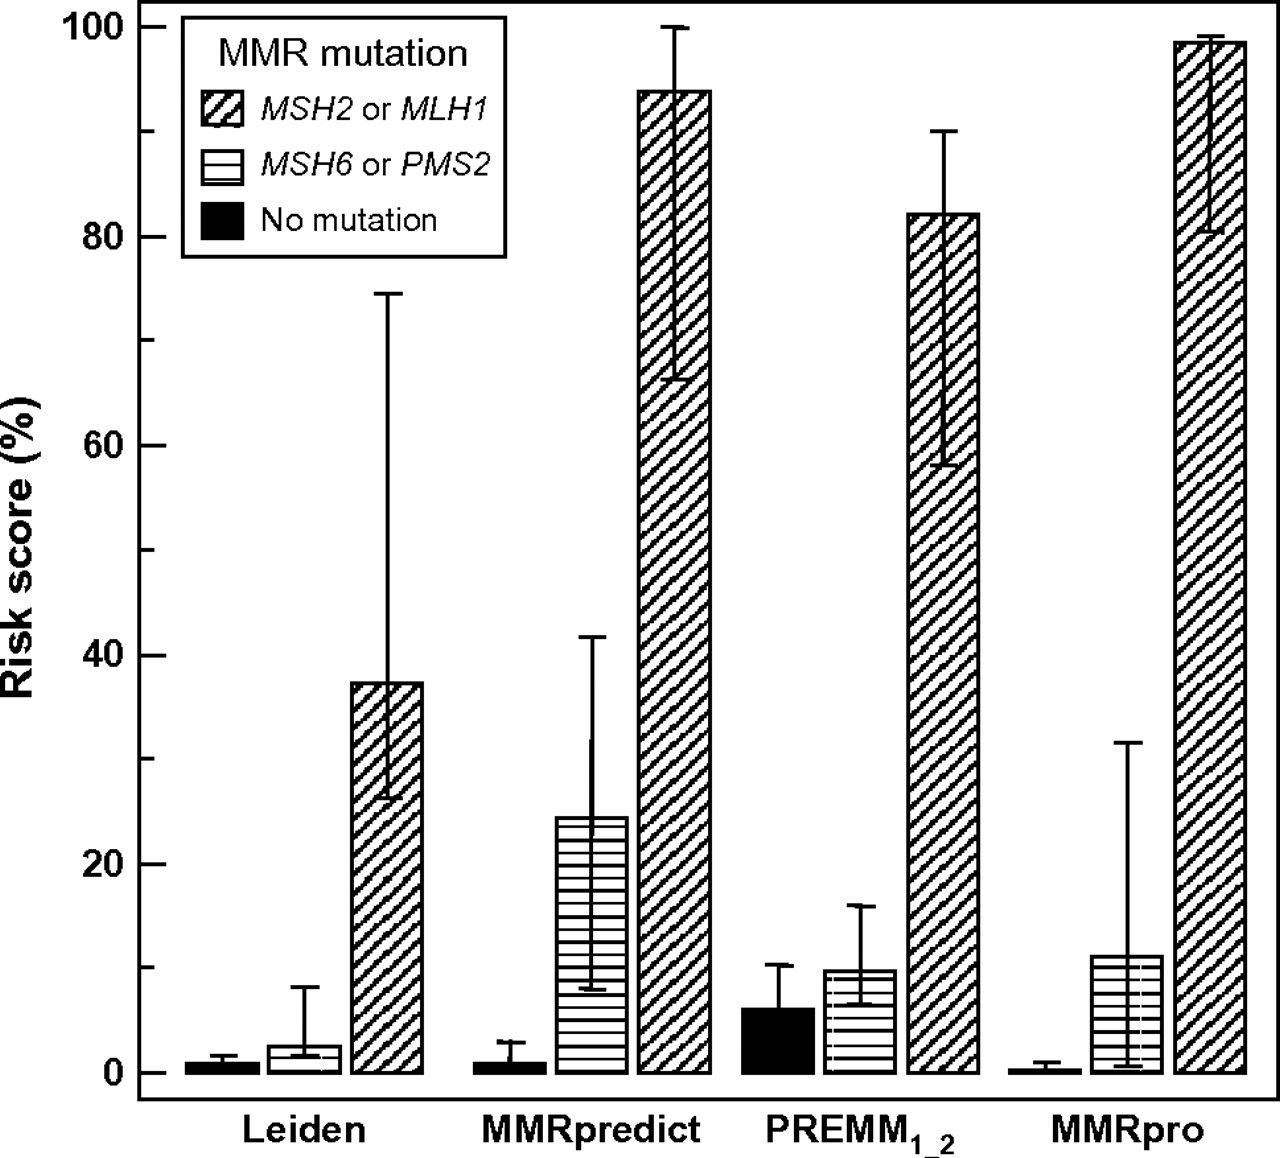 100
80
60
40
20
0
Risk score (%)
MMR mutation
MSH2 or MLH1
MSH6 or PMS2
No mutation
Leiden MMRpredict PREMM1_2 MMRpro